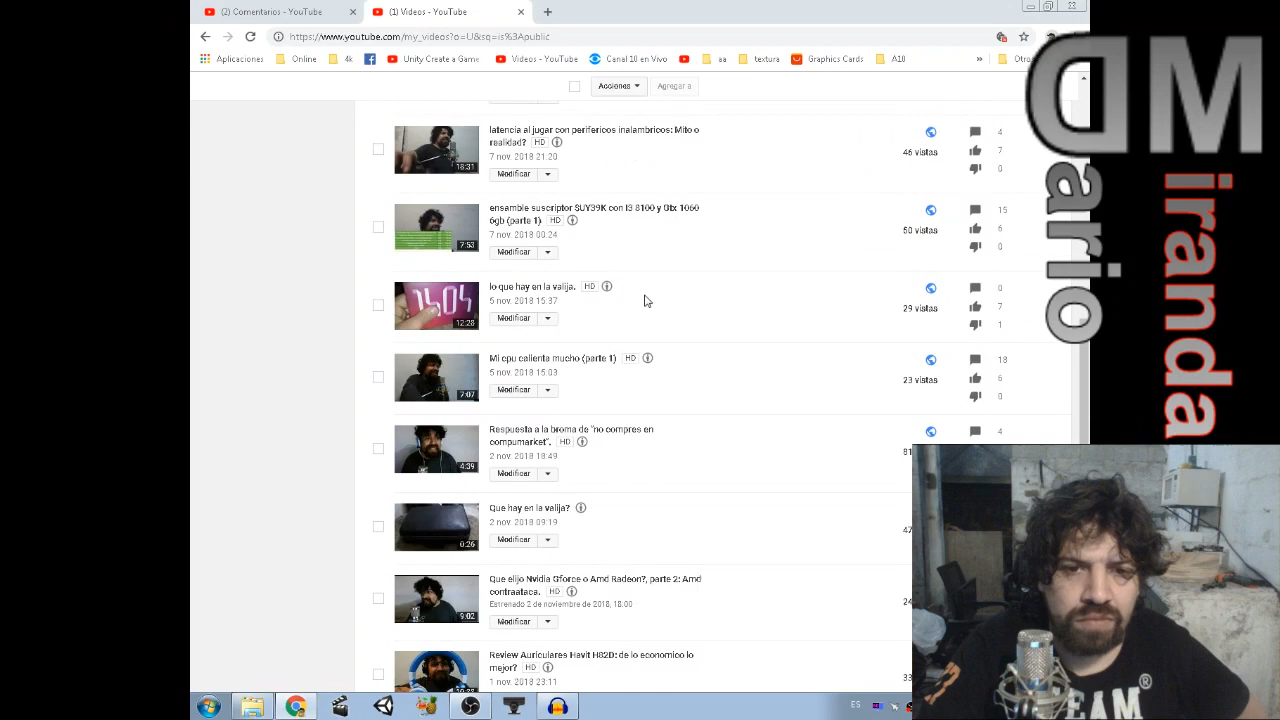 (2) Comentarios - YouTube
(1) Videos - YouTube
https://www.youtube.com/my_videos?o=U&sq=is%3Apublic
Aplicaciones
Online
4k
Unity Create a Game
Videos - YouTube
Canal 10 en Vivo
aa
textura
Graphics Cards
A10
»
Otros
Acciones
Agregar a
latencia al jugar con perifericos inalambricos: Mito o
realidad? HD
7 nov. 2018 21:20
Modificar
18:31
46 vistas
4
7
0
ensamble suscriptor $UY39K con I3 8100 y Gtx 1060
6gb (parte 1) HD
7 nov. 2018 00:24
Modificar
7:53
50 vistas
15
6
0
lo que hay en la valija. HD
5 nov. 2018 15:37
Modificar
1504
12:28
29 vistas
0
7
1
Mi cpu calienta mucho (parte 1) HD
5 nov. 2018 15:03
Modificar
7:07
23 vistas
18
6
0
Respuesta a la broma de "no compres en
compumarket". HD
2 nov. 2018 18:49
Modificar
4:39
81
4
Que hay en la valija?
2 nov. 2018 09:19
Modificar
0:26
47
Que elijo Nvidia Gforce o Amd Radeon?, parte 2: Amd
contraataca. HD
Estrenado 2 de noviembre de 2018, 18:00
Modificar
9:02
24
Review Auriculares Havit H82D: de lo economico lo
mejor? HD
1 nov. 2018 23:11
33
ES
Dario
Miranda
TEAM
®